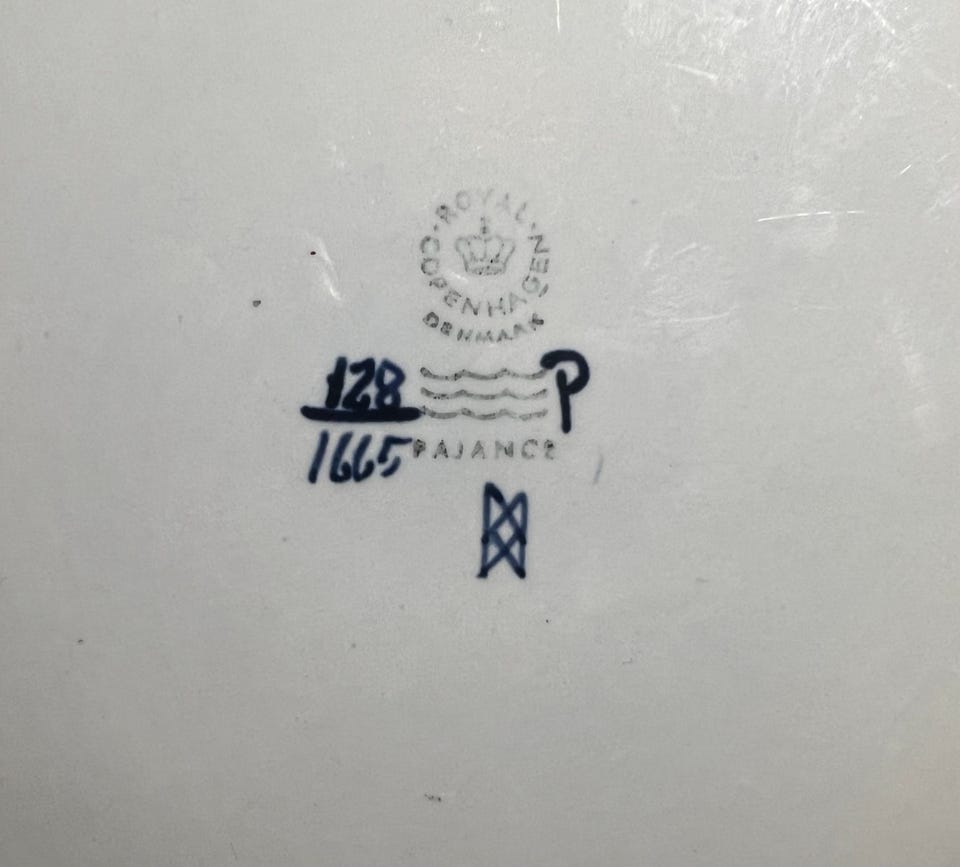 ROYAL
COPENHAGEN
DENMARK
128 P
1665 FAJANCE